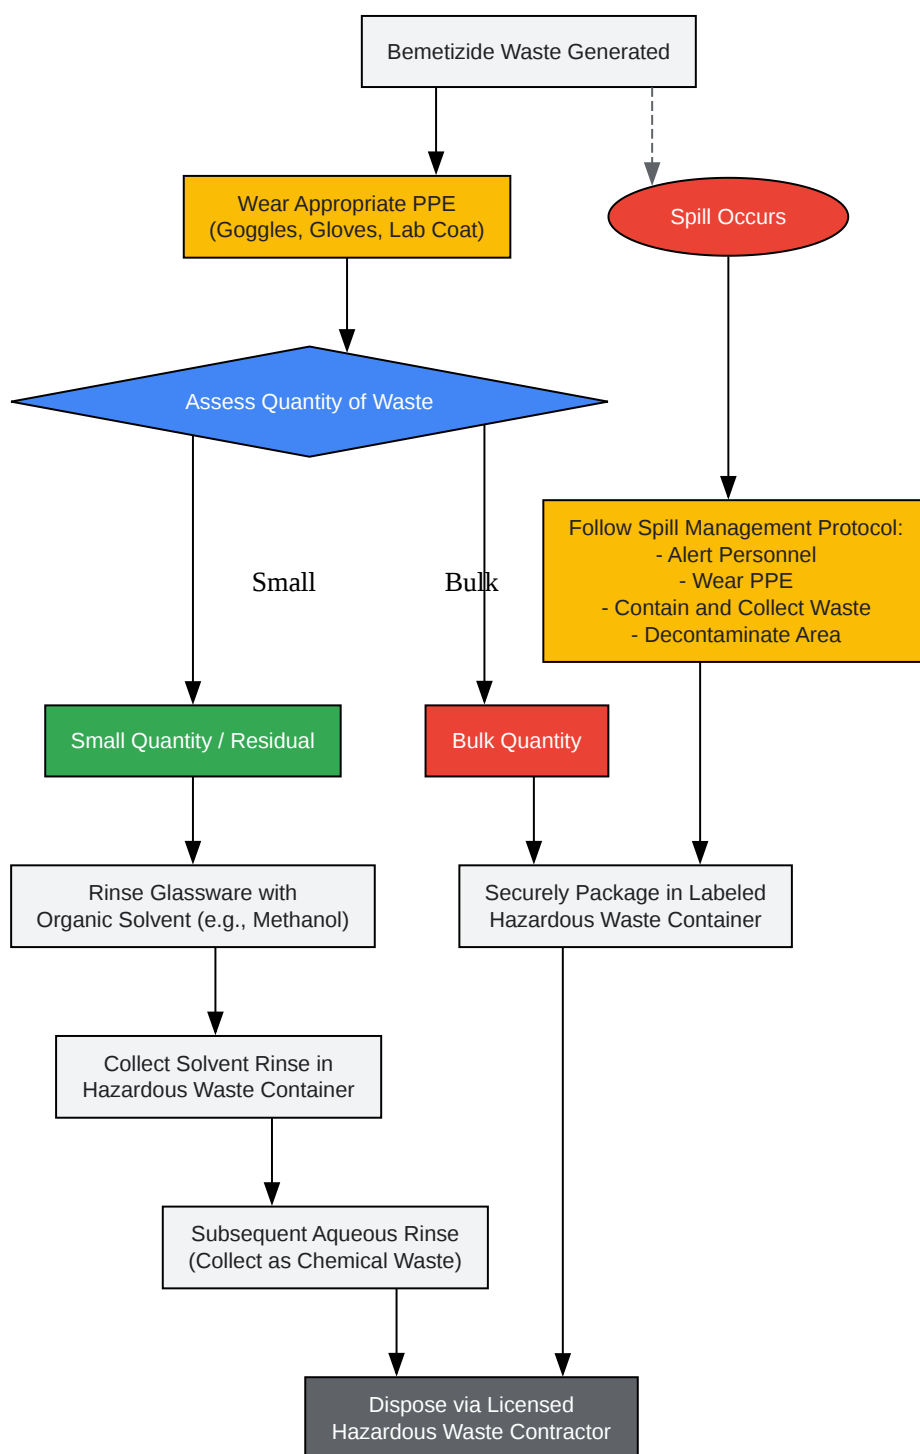 Bemetizide Waste Generated
Wear Appropriate PPE
(Goggles, Gloves, Lab Coat)
Spill Occurs
Assess Quantity of Waste
Follow Spill Management Protocol:
- Alert Personnel
- Wear PPE
- Contain and Collect Waste
- Decontaminate Area
Small
Bulk
Small Quantity / Residual
Bulk Quantity
Rinse Glassware with
Organic Solvent (e.g., Methanol)
Securely Package in Labeled
Hazardous Waste Container
Collect Solvent Rinse in
Hazardous Waste Container
Subsequent Aqueous Rinse
(Collect as Chemical Waste)
Dispose via Licensed
Hazardous Waste Contractor